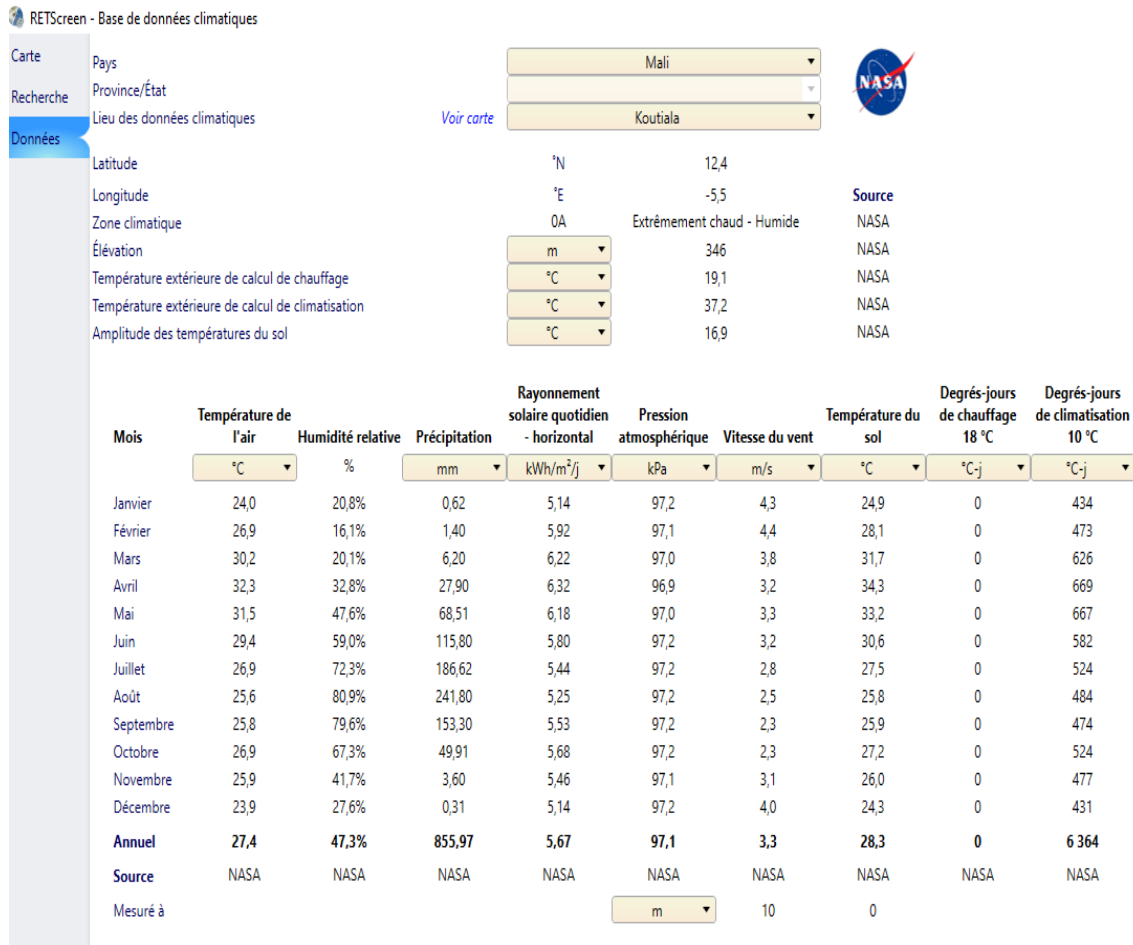 RETScreen - Base de données climatiques
Carte
Recherche
Données
Pays Mali
NASA
Province/État
Lieu des données climatiques Voir carte Koutiala
Latitude °N 12,4
Longitude °E -5,5 Source
Zone climatique 0A Extrêmement chaud - Humide NASA
Élévation m 346 NASA
Température extérieure de calcul de chauffage °C 19,1 NASA
Température extérieure de calcul de climatisation °C 37,2 NASA
Amplitude des températures du sol °C 16,9 NASA
Mois Température de l'air Humidité relative Précipitation Rayonnement solaire quotidien - horizontal Pression atmosphérique Vitesse du vent Température du sol Degrés-jours de chauffage 18 °C Degrés-jours de climatisation 10 °C
°C % mm kWh/m²/j kPa m/s °C °C-j °C-j
Janvier 24,0 20,8% 0,62 5,14 97,2 4,3 24,9 0 434
Février 26,9 16,1% 1,40 5,92 97,1 4,4 28,1 0 473
Mars 30,2 20,1% 6,20 6,22 97,0 3,8 31,7 0 626
Avril 32,3 32,8% 27,90 6,32 96,9 3,2 34,3 0 669
Mai 31,5 47,6% 68,51 6,18 97,0 3,3 33,2 0 667
Juin 29,4 59,0% 115,80 5,80 97,2 3,2 30,6 0 582
Juillet 26,9 72,3% 186,62 5,44 97,2 2,8 27,5 0 524
Août 25,6 80,9% 241,80 5,25 97,2 2,5 25,8 0 484
Septembre 25,8 79,6% 153,30 5,53 97,2 2,3 25,9 0 474
Octobre 26,9 67,3% 49,91 5,68 97,2 2,3 27,2 0 524
Novembre 25,9 41,7% 3,60 5,46 97,1 3,1 26,0 0 477
Décembre 23,9 27,6% 0,31 5,14 97,2 4,0 24,3 0 431
Annuel 27,4 47,3% 855,97 5,67 97,1 3,3 28,3 0 6 364
Source NASA NASA NASA NASA NASA NASA NASA NASA NASA
Mesuré à m 10 0